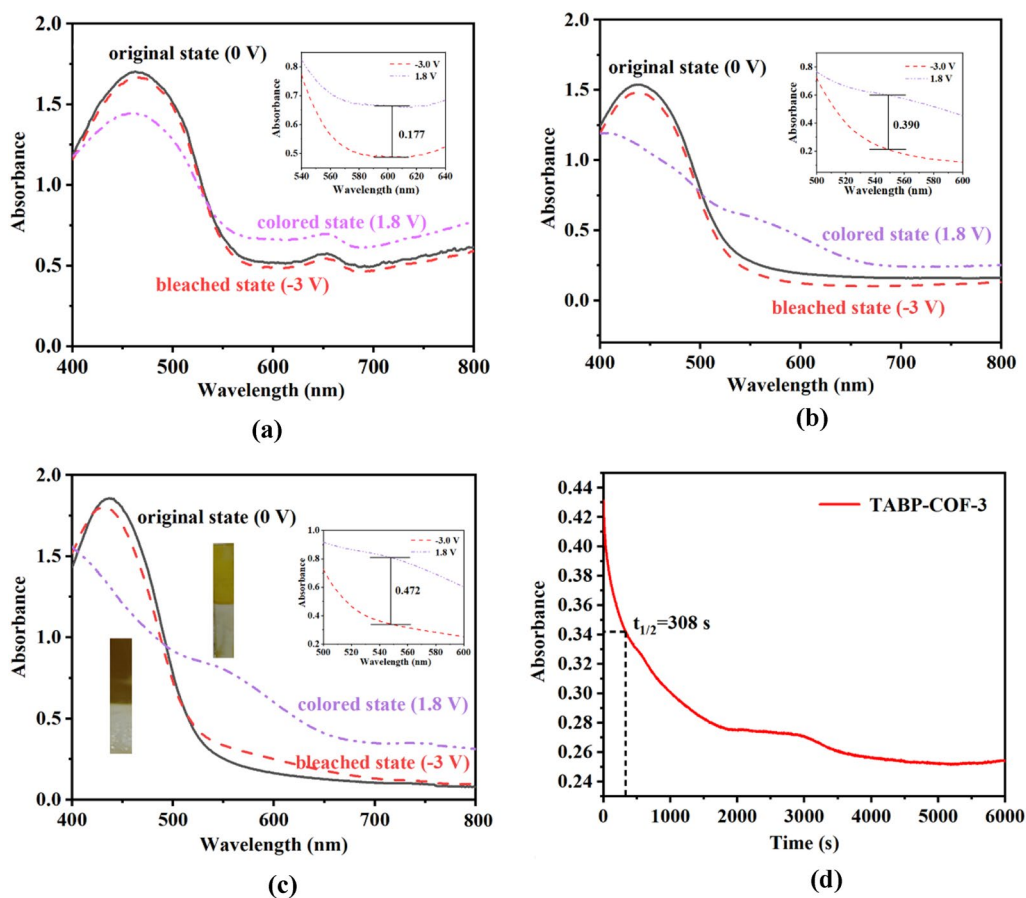 2.0
1.5
1.0
0.5
0.0
Absorbance
original state (0 V)
colored state (1.8 V)
bleached state (-3 V)
0.8
0.7
0.6
0.5
Absorbance
-3.0 V
1.8 V
0.177
540 560 580 600 620 640
Wavelength (nm)
400 500 600 700 800
Wavelength (nm)
(a)
2.0
1.5
1.0
0.5
0.0
Absorbance
original state (0 V)
colored state (1.8 V)
bleached state (-3 V)
0.8
0.6
0.4
0.2
Absorbance
-3.0 V
1.8 V
0.390
500 520 540 560 580 600
Wavelength (nm)
400 500 600 700 800
Wavelength (nm)
(b)
2.0
1.5
1.0
0.5
0.0
Absorbance
original state (0 V)
colored state (1.8 V)
bleached state (-3 V)
1.0
0.8
0.6
0.4
0.2
Absorbance
-3.0 V
1.8 V
0.472
500 520 540 560 580 600
Wavelength (nm)
400 500 600 700 800
Wavelength (nm)
(c)
0.44
0.42
0.40
0.38
0.36
0.34
0.32
0.30
0.28
0.26
0.24
Absorbance
TABP-COF-3
t1/2=308 s
0 1000 2000 3000 4000 5000 6000
Time (s)
(d)